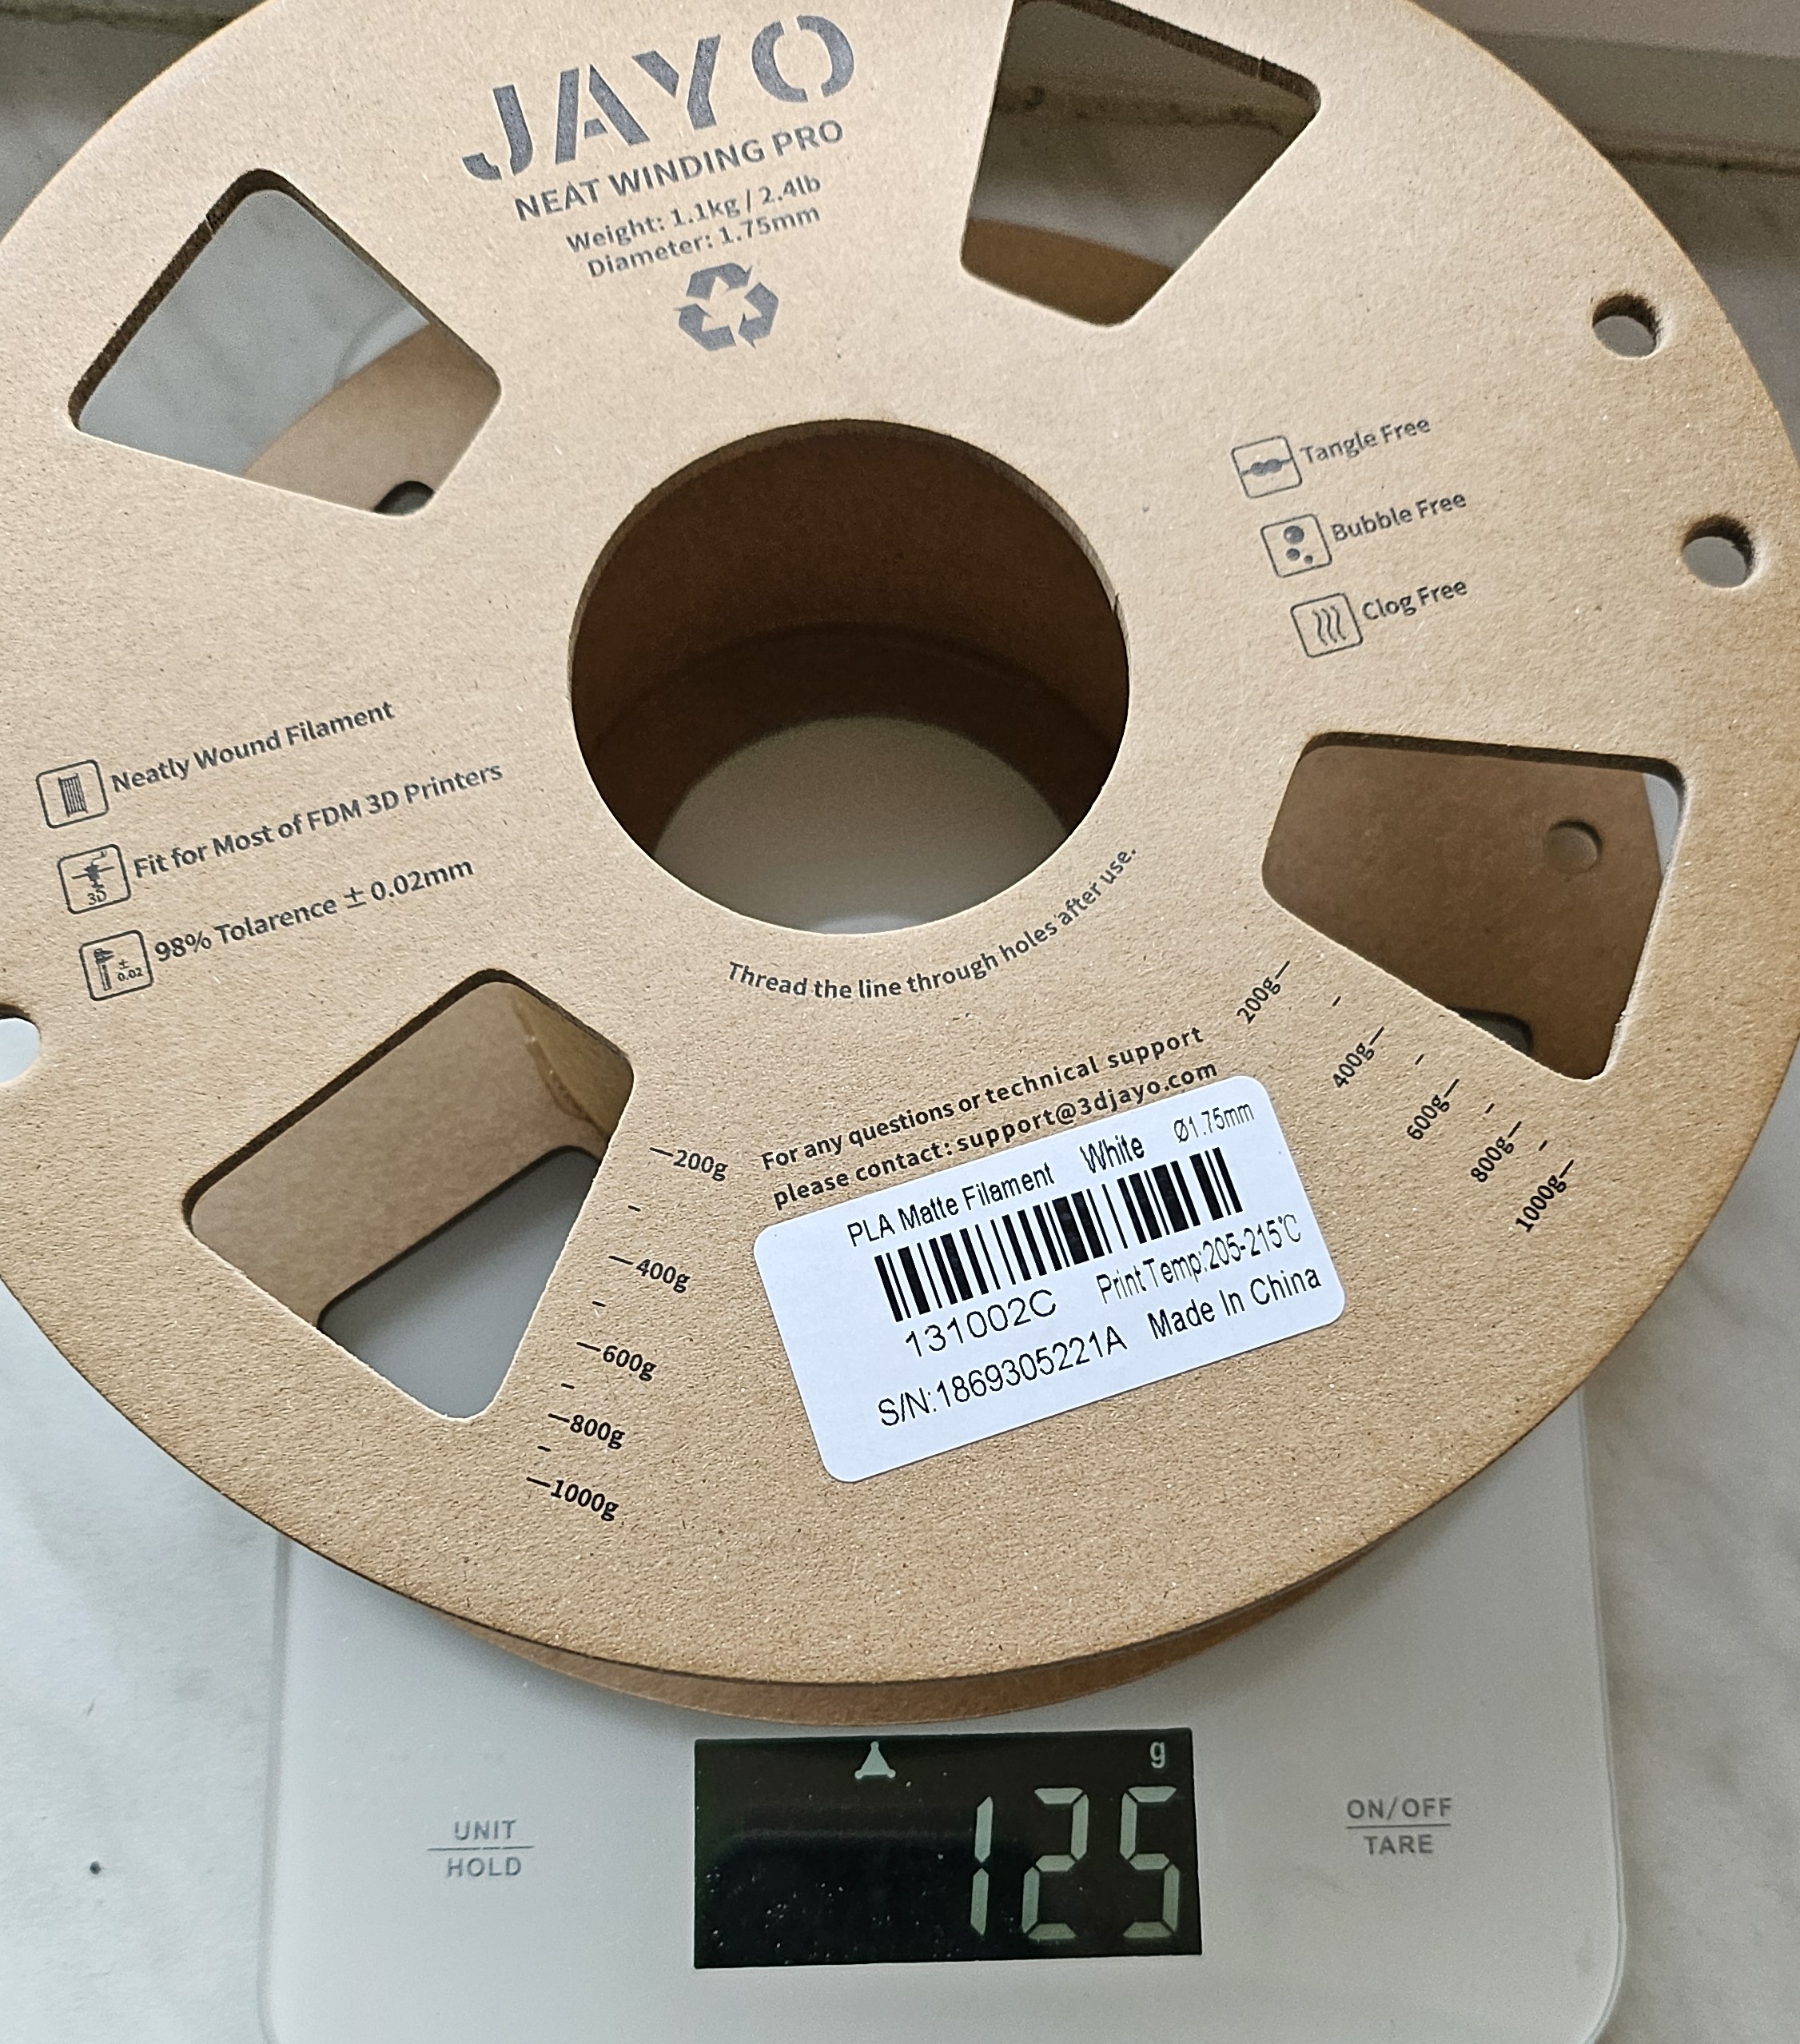 JAYO
NEAT WINDING PRO
Weight: 1.1kg / 2.4lb
Diameter: 1.75mm
Tangle Free
Bubble Free
Clog Free
Neatly Wound Filament
Fit for Most of FDM 3D Printers
3D
98% Tolarence ± 0.02mm
± 0.02
Thread the line through holes after use.
For any questions or technical support
please contact: support@3djayo.com
200g
400g
600g
800g
1000g
200g
400g
600g
800g
1000g
PLA Matte Filament White Ø1.75mm
131002C Print Temp:205-215℃
S/N:1869305221A Made In China
g
125
UNIT
HOLD
ON/OFF
TARE